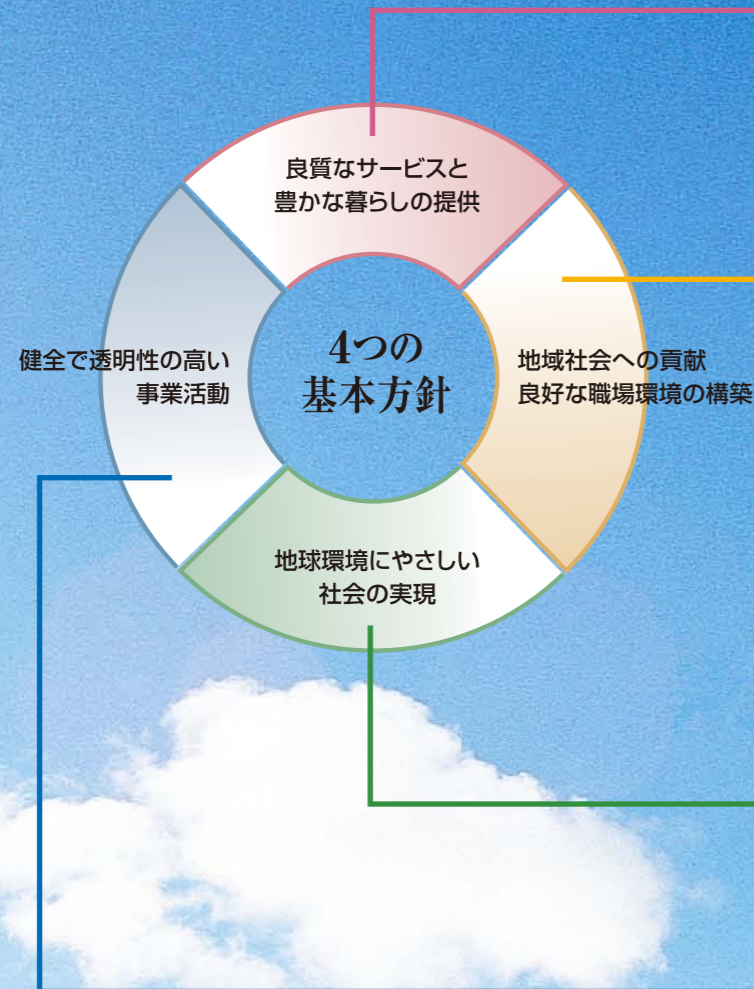 良質なサービスと
豊かな暮らしの提供
4つの
基本方針
健全で透明性の高い
事業活動
地域社会への貢献
良好な職場環境の構築
地球環境にやさしい
社会の実現